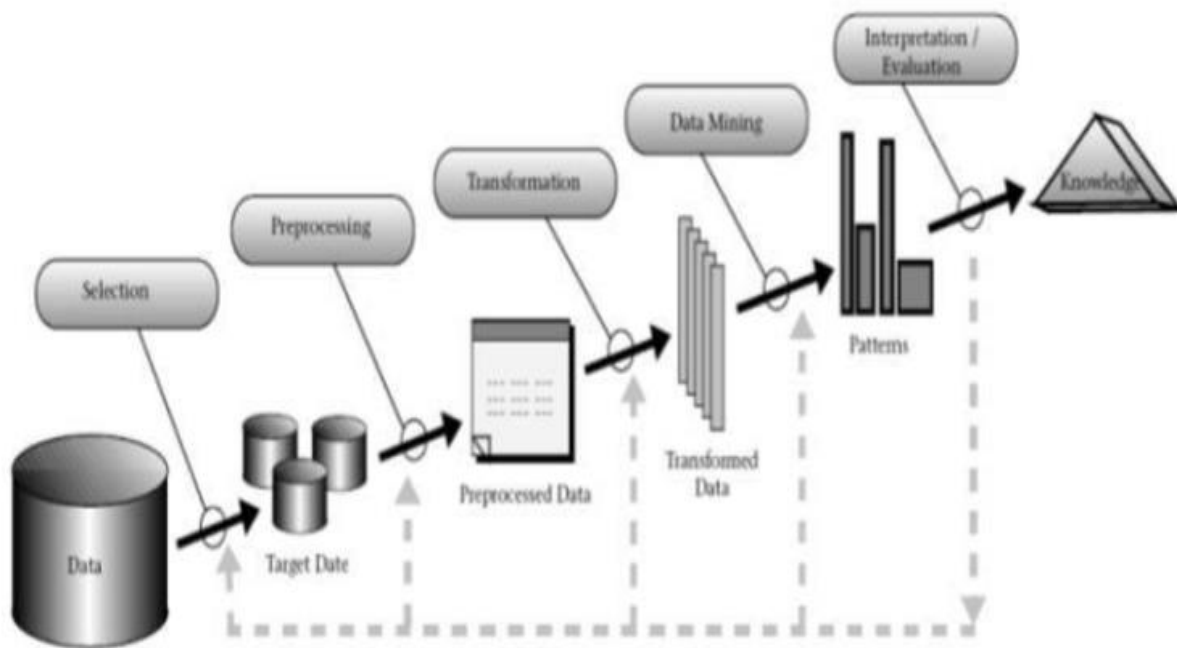 Interpretation /
Evaluation
Data Mining
Knowledge
Transformation
Preprocessing
Selection
Patterns
Transformed
Data
Preprocessed Data
Target Date
Data